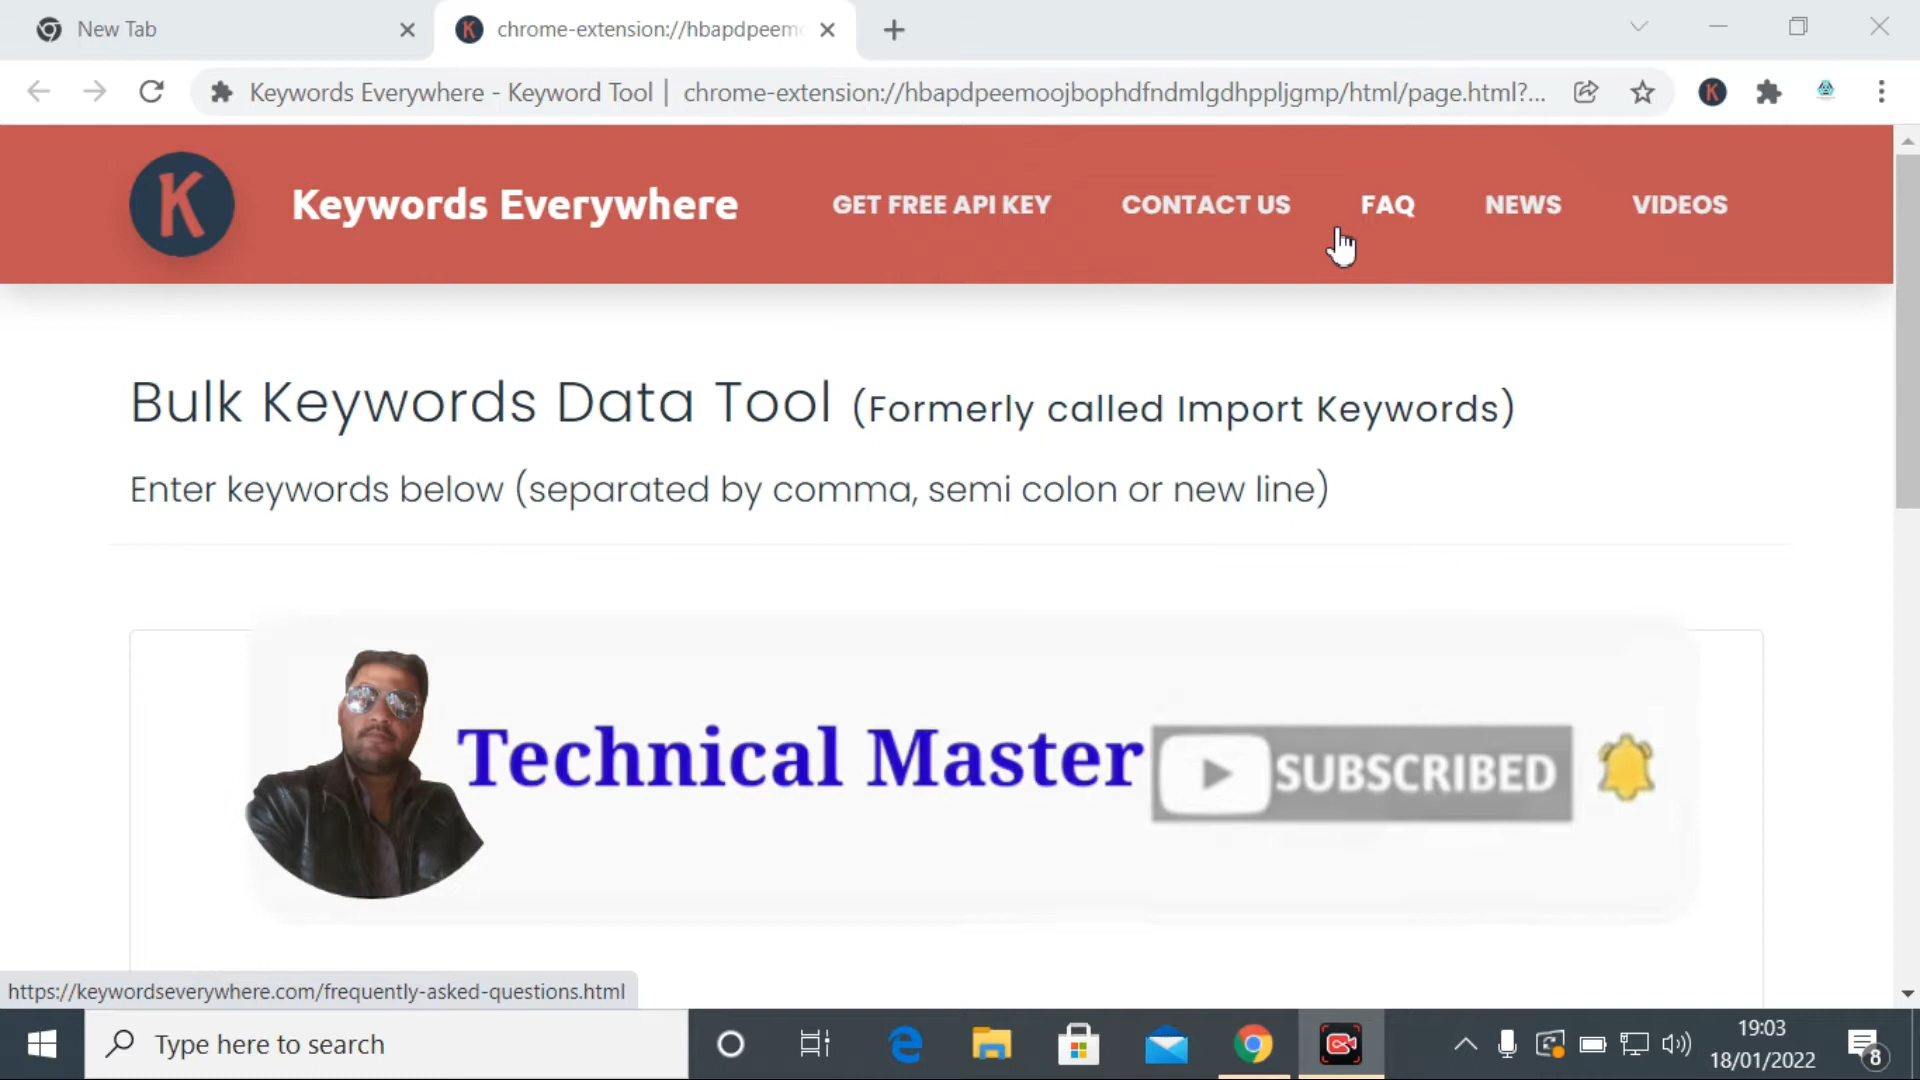 New Tab
chrome-extension://hbapdpeem
Keywords Everywhere - Keyword Tool | chrome-extension://hbapdpeemoojbophdfndmlgdhppljgmp/html/page.html?...
K
K
K
Keywords Everywhere
GET FREE API KEY
CONTACT US
FAQ
NEWS
VIDEOS
Bulk Keywords Data Tool (Formerly called Import Keywords)
Enter keywords below (separated by comma, semi colon or new line)
Technical Master
SUBSCRIBED
https://keywordseverywhere.com/frequently-asked-questions.html
Type here to search
19:03
18/01/2022
8